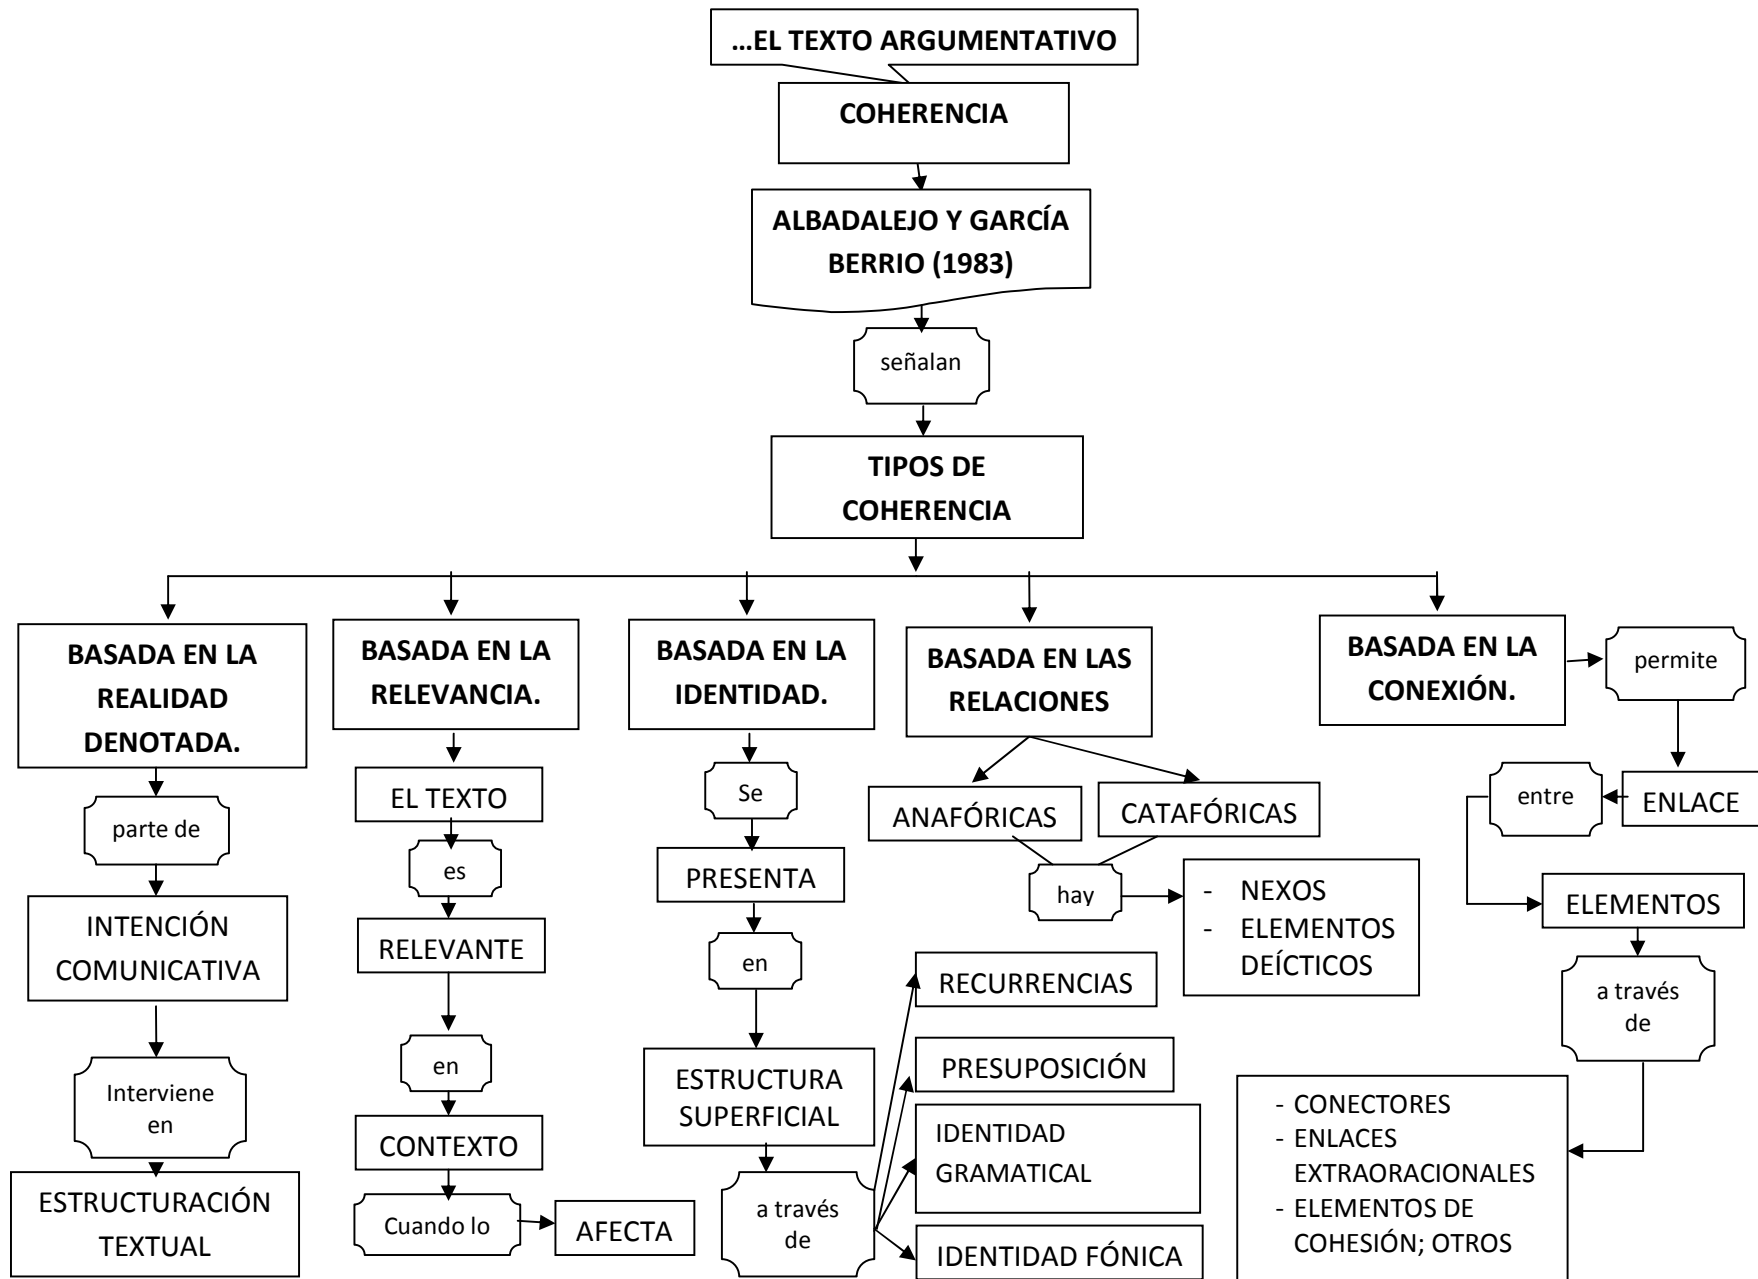 ...EL TEXTO ARGUMENTATIVO
COHERENCIA
ALBADALEJO Y GARCÍA
BERRIO (1983)
señalan
TIPOS DE
COHERENCIA
BASADA EN LA
REALIDAD
DENOTADA.
parte de
INTENCIÓN
COMUNICATIVA
Interviene
en
ESTRUCTURACIÓN
TEXTUAL
BASADA EN LA
RELEVANCIA.
EL TEXTO
es
RELEVANTE
en
CONTEXTO
Cuando lo
AFECTA
BASADA EN LA
IDENTIDAD.
Se
PRESENTA
en
ESTRUCTURA
SUPERFICIAL
a través
de
RECURRENCIAS
PRESUPOSICIÓN
IDENTIDAD
GRAMATICAL
IDENTIDAD FÓNICA
BASADA EN LAS
RELACIONES
ANAFÓRICAS
CATAFÓRICAS
hay
- NEXOS
- ELEMENTOS
DEÍCTICOS
BASADA EN LA
CONEXIÓN.
permite
ENLACE
entre
ELEMENTOS
a través
de
- CONECTORES
- ENLACES
EXTRAORACIONALES
- ELEMENTOS DE
COHESIÓN; OTROS